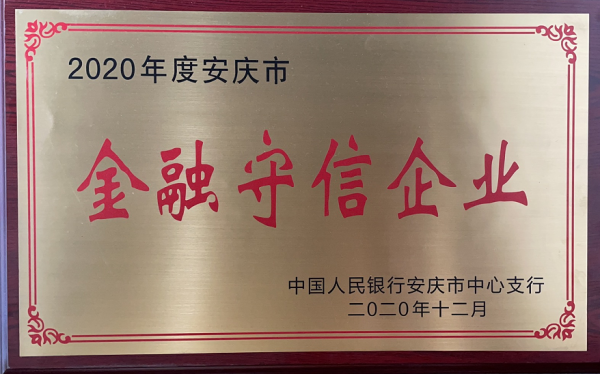 2020年度安庆市
金融守信企业
中国人民银行安庆市中心支行
二〇二〇年十二月